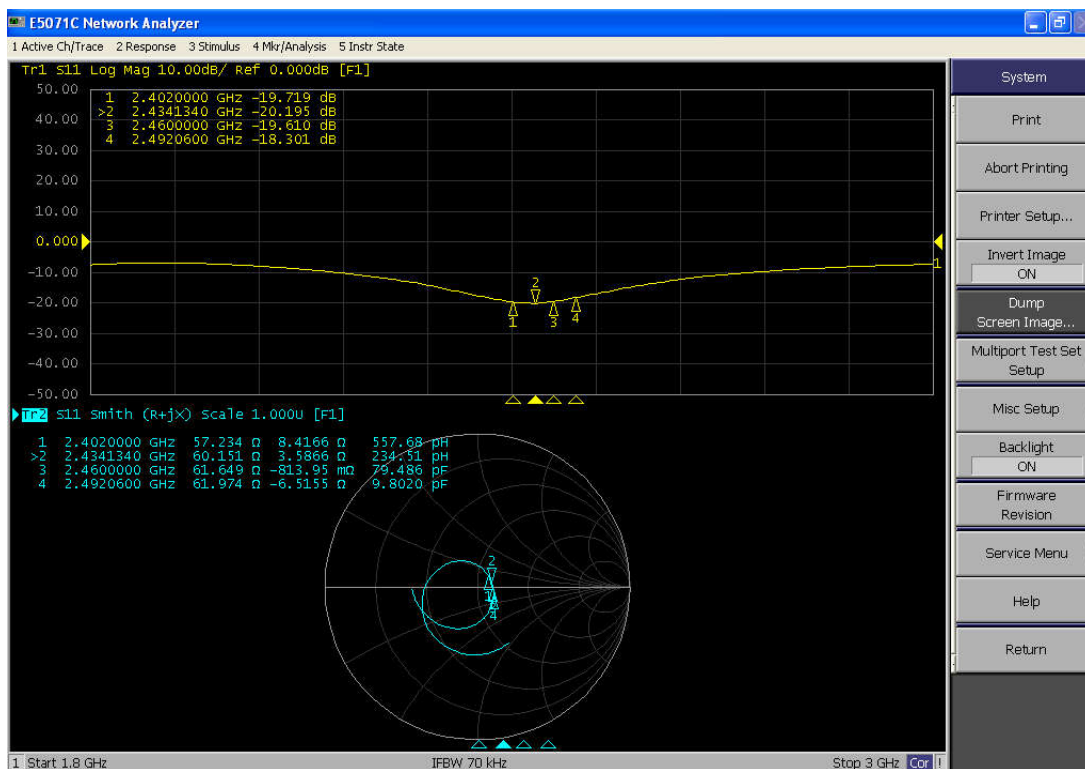 E5071C Network Analyzer
1 Active Ch/Trace 2 Response 3 Stimulus 4 Mkr/Analysis 5 Instr State
Tr1 S11 Log Mag 10.00dB/ Ref 0.000dB [F1]
50.00
1 2.4020000 GHz -19.719 dB
>2 2.4341340 GHz -20.195 dB
3 2.4600000 GHz -19.610 dB
4 2.4920600 GHz -18.301 dB
40.00
30.00
20.00
10.00
0.000
-10.00
1
2
-20.00
1
3
4
-30.00
-40.00
-50.00
Tr2 S11 Smith (R+jX) Scale 1.000U [F1]
1 2.4020000 GHz 57.234 Ω 8.4166 Ω 557.68 pH
>2 2.4341340 GHz 60.151 Ω 3.5866 Ω 234.51 pH
3 2.4600000 GHz 61.649 Ω -813.95 mΩ 79.486 pF
4 2.4920600 GHz 61.974 Ω -6.5155 Ω 9.8020 pF
2
1
4
1 Start 1.8 GHz
IFBW 70 kHz
Stop 3 GHz Cor !
System
Print
Abort Printing
Printer Setup...
Invert Image
ON
Dump
Screen Image...
Multiport Test Set
Setup
Misc Setup
Backlight
ON
Firmware
Revision
Service Menu
Help
Return